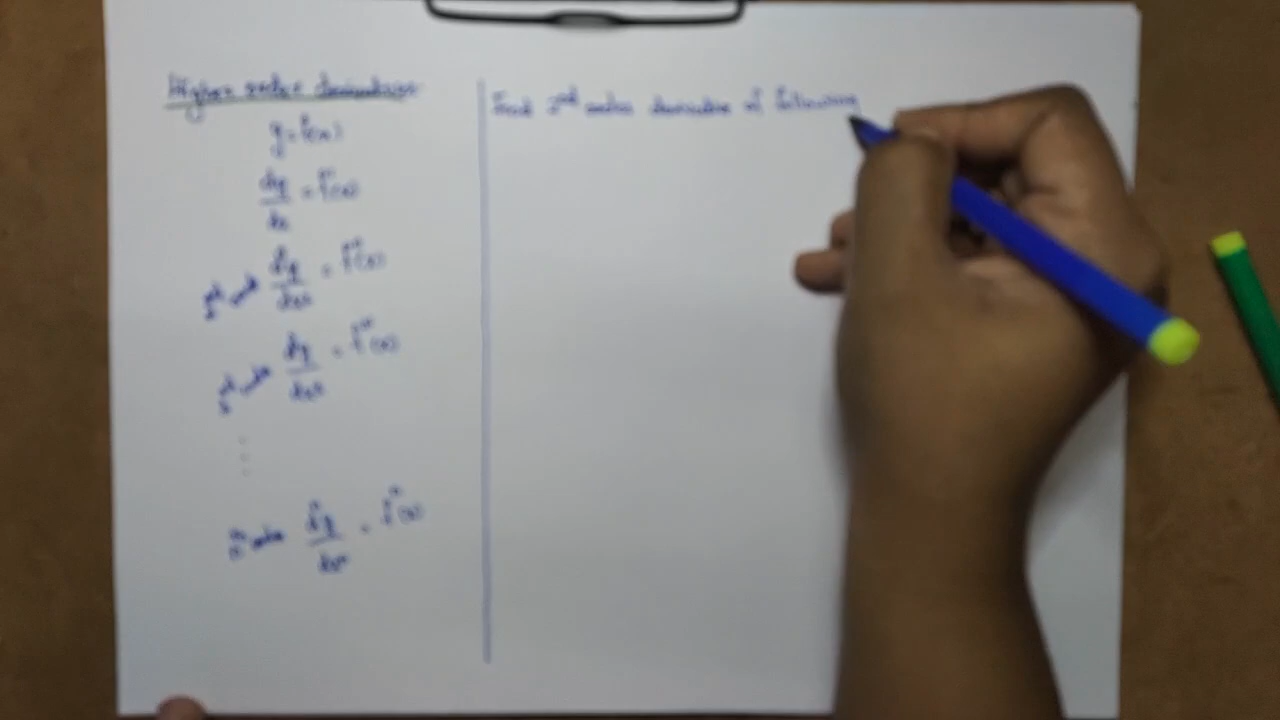 Higher order derivatives
y = f(x)
dy/dx = f'(x)
2nd order d²y/dx² = f''(x)
3rd order d³y/dx³ = f'''(x)
⋮
nth order dⁿy/dxⁿ = fⁿ(x)
Find 2nd order derivative of following